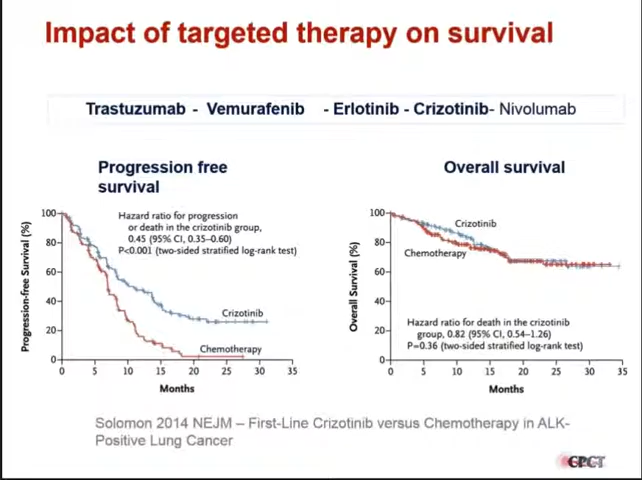 Impact of targeted therapy on survival
Trastuzumab - Vemurafenib - Erlotinib - Crizotinib- Nivolumab
Progression free
survival
Progression-free Survival (%)
100
80
60
40
20
0
Hazard ratio for progression
or death in the crizotinib group,
0.45 (95% CI, 0.35–0.60)
P<0.001 (two-sided stratified log-rank test)
Crizotinib
Chemotherapy
0 5 10 15 20 25 30 35
Months
Overall survival
Overall Survival (%)
100
80
60
40
20
0
Crizotinib
Chemotherapy
Hazard ratio for death in the crizotinib
group, 0.82 (95% CI, 0.54–1.26)
P=0.36 (two-sided stratified log-rank test)
0 5 10 15 20 25 30 35
Months
Solomon 2014 NEJM – First-Line Crizotinib versus Chemotherapy in ALK-
Positive Lung Cancer
CPCT